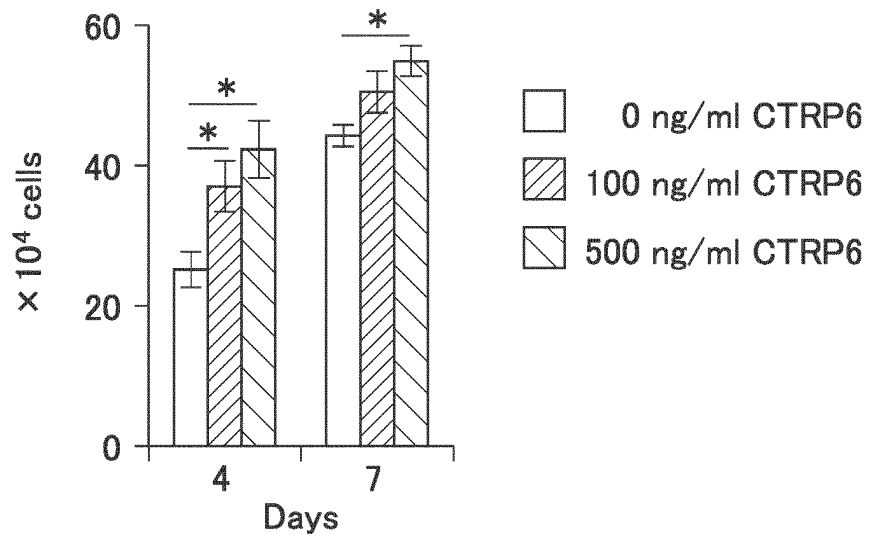 60
40
20
0
× 10⁴ cells
*
*
*
4
7
Days
0 ng/ml CTRP6
100 ng/ml CTRP6
500 ng/ml CTRP6